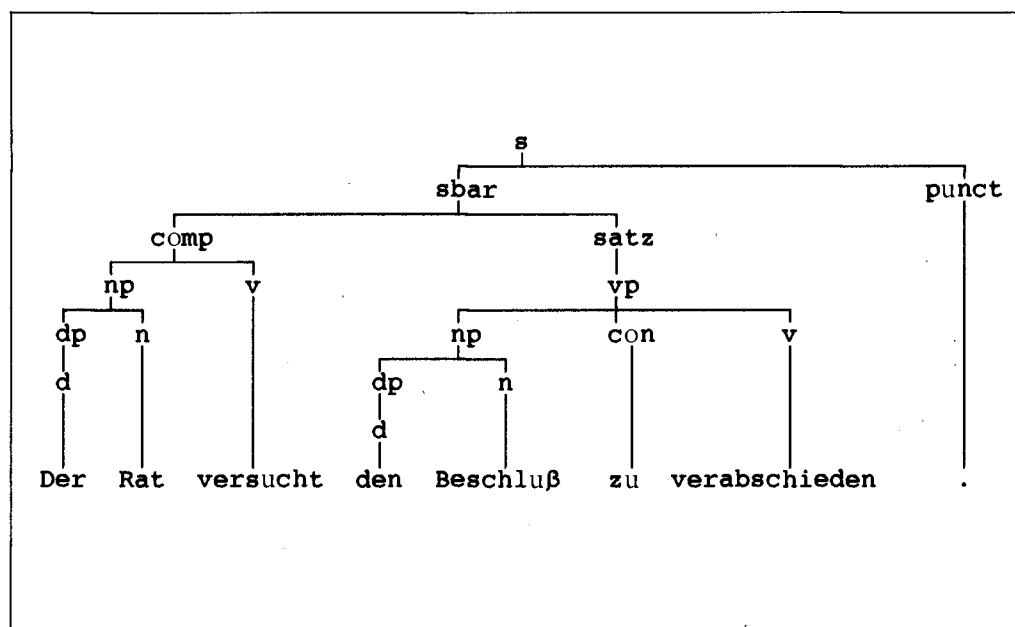 s
sbar punct
comp satz
np v vp
dp n np con v
d dp n
d
Der Rat versucht den Beschluß zu verabschieden .